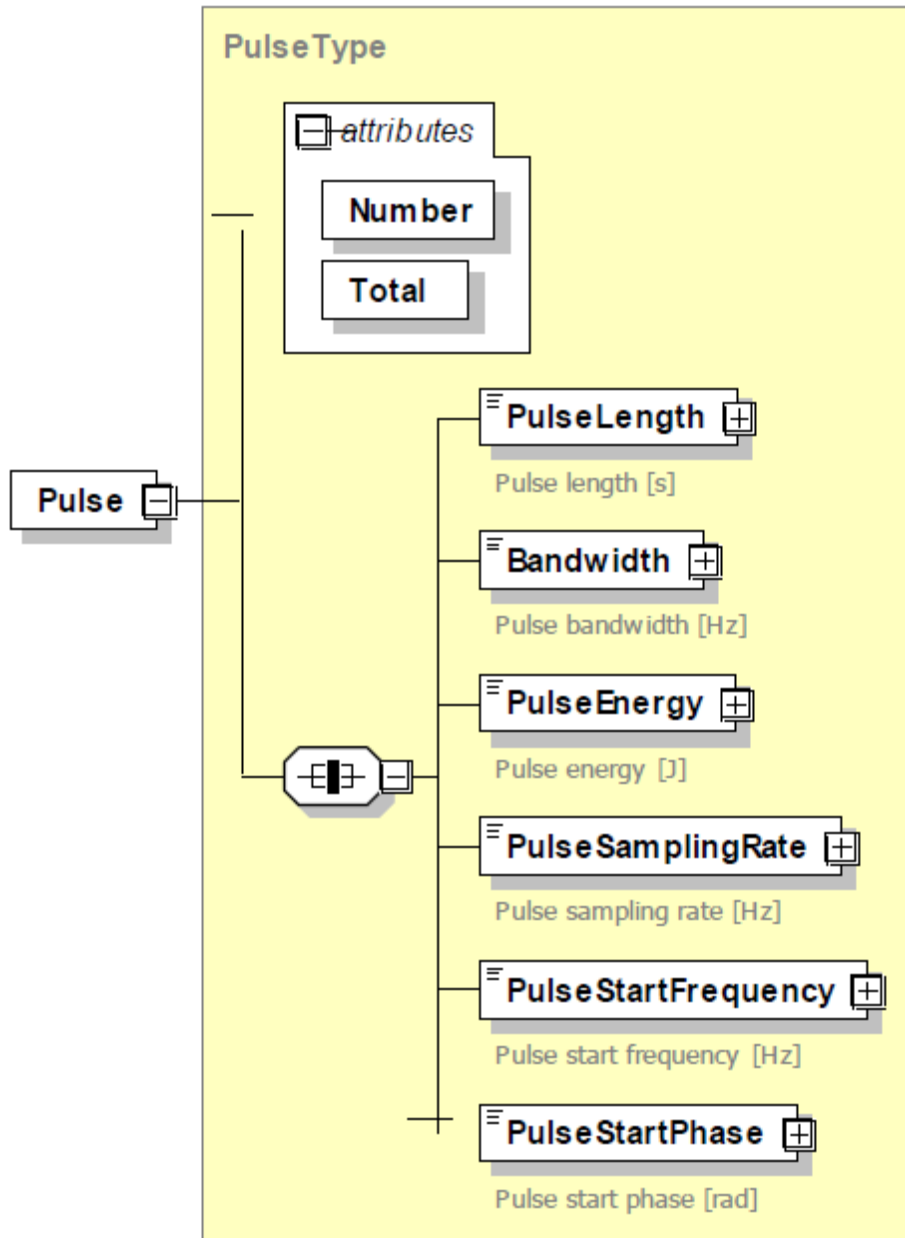 PulseType
attributes
Number
Total
PulseLength
Pulse length [s]
Pulse
Bandwidth
Pulse bandwidth [Hz]
PulseEnergy
Pulse energy [J]
PulseSamplingRate
Pulse sampling rate [Hz]
PulseStartFrequency
Pulse start frequency [Hz]
PulseStartPhase
Pulse start phase [rad]